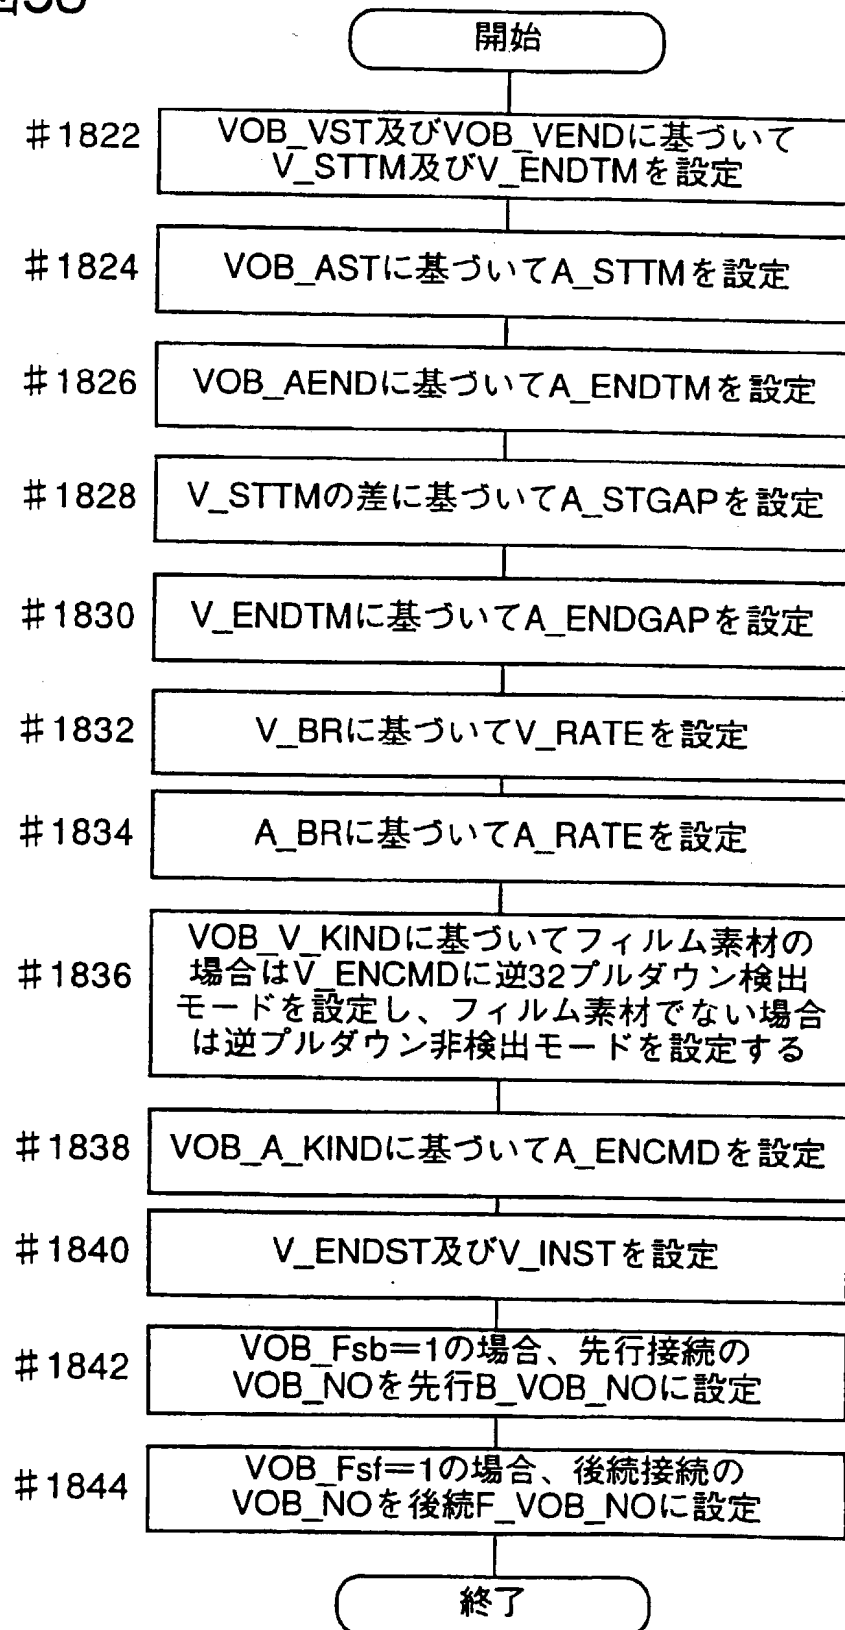 開始
#1822
VOB_VST及びVOB_VENDに基づいて
V_STTM及びV_ENDTMを設定
#1824
VOB_ASTに基づいてA_STTMを設定
#1826
VOB_AENDに基づいてA_ENDTMを設定
#1828
V_STTMの差に基づいてA_STGAPを設定
#1830
V_ENDTMに基づいてA_ENDGAPを設定
#1832
V_BRに基づいてV_RATEを設定
#1834
A_BRに基づいてA_RATEを設定
#1836
VOB_V_KINDに基づいてフィルム素材の
場合はV_ENCMDに逆32プルダウン検出
モードを設定し、フィルム素材でない場合
は逆プルダウン非検出モードを設定する
#1838
VOB_A_KINDに基づいてA_ENCMDを設定
#1840
V_ENDST及びV_INSTを設定
#1842
VOB_Fsb=1の場合、先行接続の
VOB_NOを先行B_VOB_NOに設定
#1844
VOB_Fsf=1の場合、後続接続の
VOB_NOを後続F_VOB_NOに設定
終了